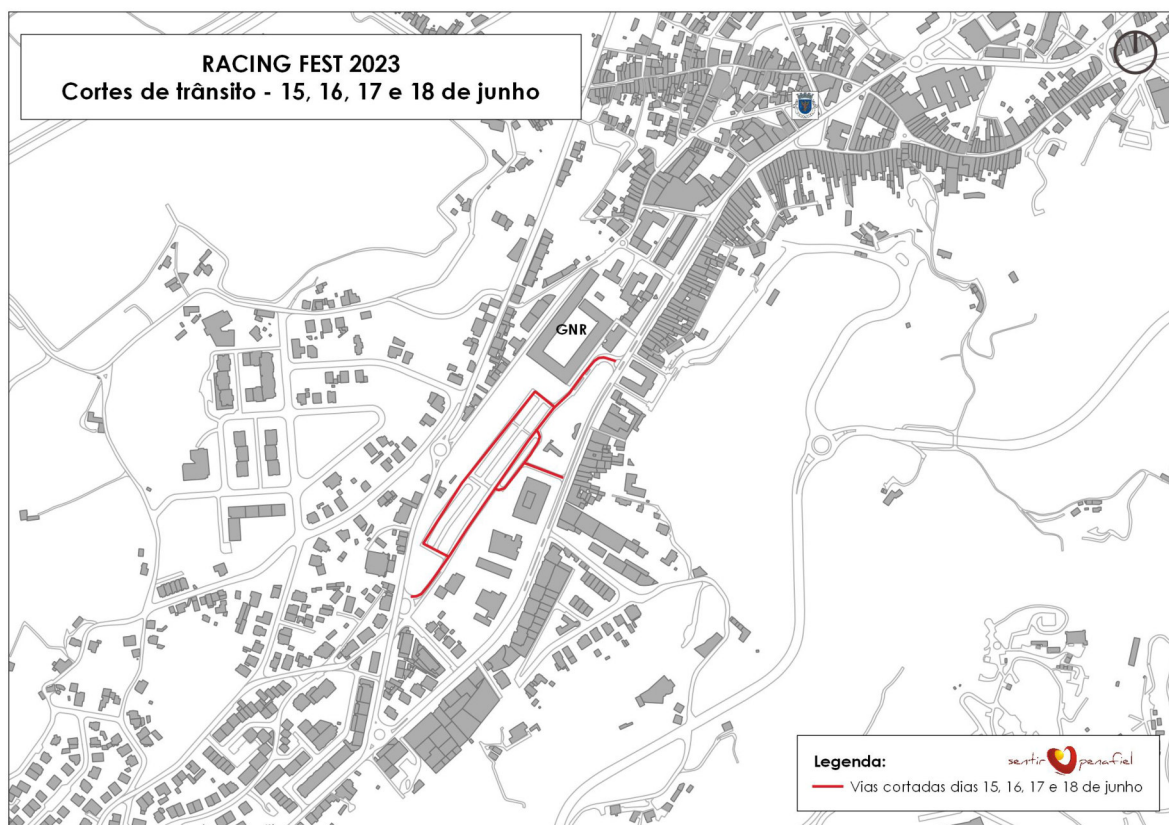 RACING FEST 2023
Cortes de trânsito - 15, 16, 17 e 18 de junho
GNR
Legenda:
sentir penafiel
Vias cortadas dias 15, 16, 17 e 18 de junho